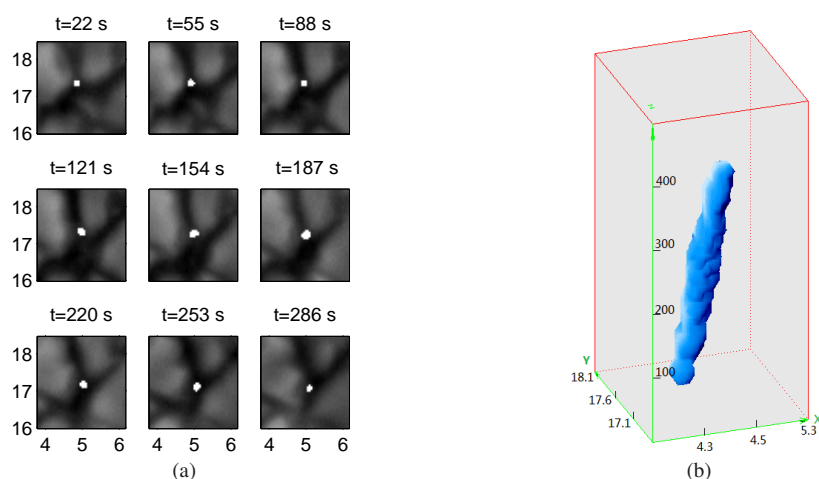 t=22 s t=55 s t=88 s
18
17
16
t=121 s t=154 s t=187 s
18
17
16
t=220 s t=253 s t=286 s
18
17
16
4 5 6 4 5 6 4 5 6
(a)
Z
400
300
200
100
Y
18.1
17.6
17.1
4.3
4.5
5.3
X
(b)